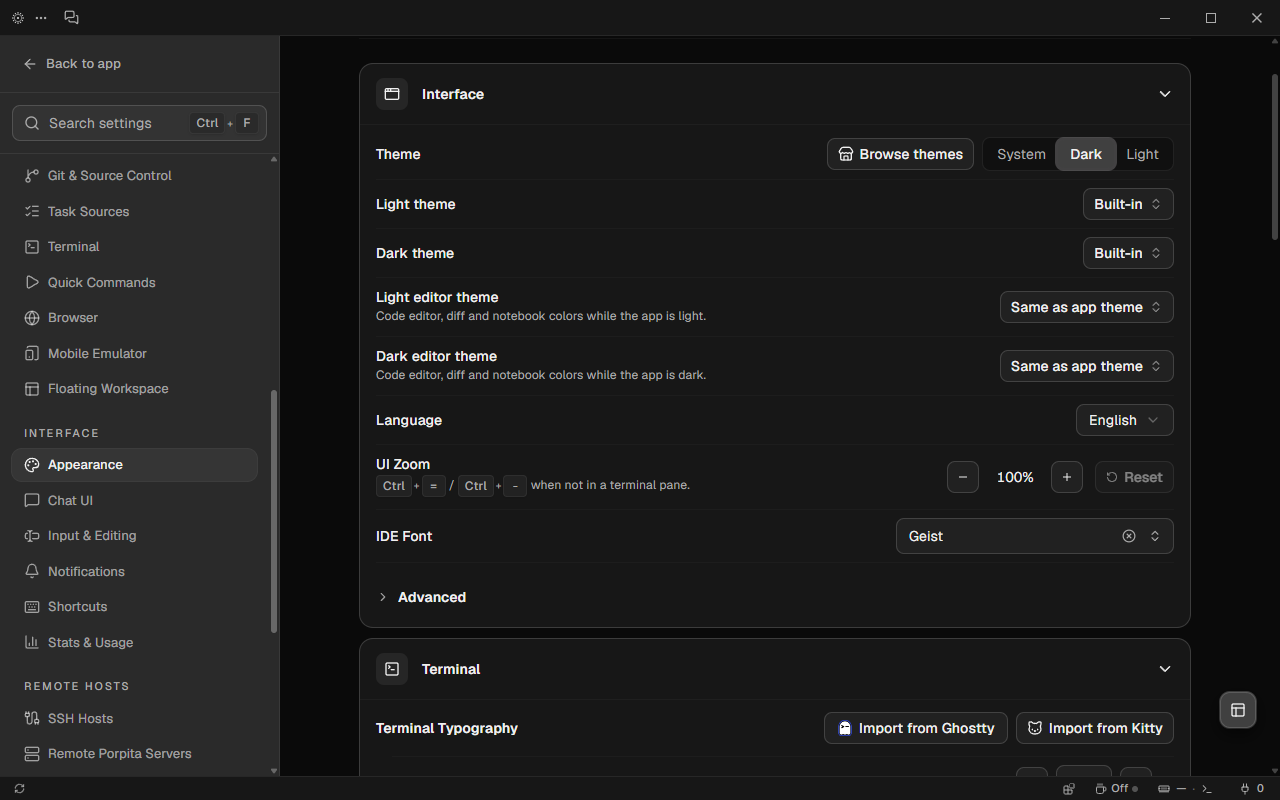 Back to app
Search settings Ctrl + F
Git & Source Control
Task Sources
Terminal
Quick Commands
Browser
Mobile Emulator
Floating Workspace
INTERFACE
Appearance
Chat UI
Input & Editing
Notifications
Shortcuts
Stats & Usage
REMOTE HOSTS
SSH Hosts
Remote Porpita Servers
Interface
Theme Browse themes System Dark Light
Light theme Built-in
Dark theme Built-in
Light editor theme Same as app theme
Code editor, diff and notebook colors while the app is light.
Dark editor theme Same as app theme
Code editor, diff and notebook colors while the app is dark.
Language English
UI Zoom − 100% + Reset
Ctrl + = / Ctrl + - when not in a terminal pane.
IDE Font Geist
Advanced
Terminal
Terminal Typography Import from Ghostty Import from Kitty
Off — · 0